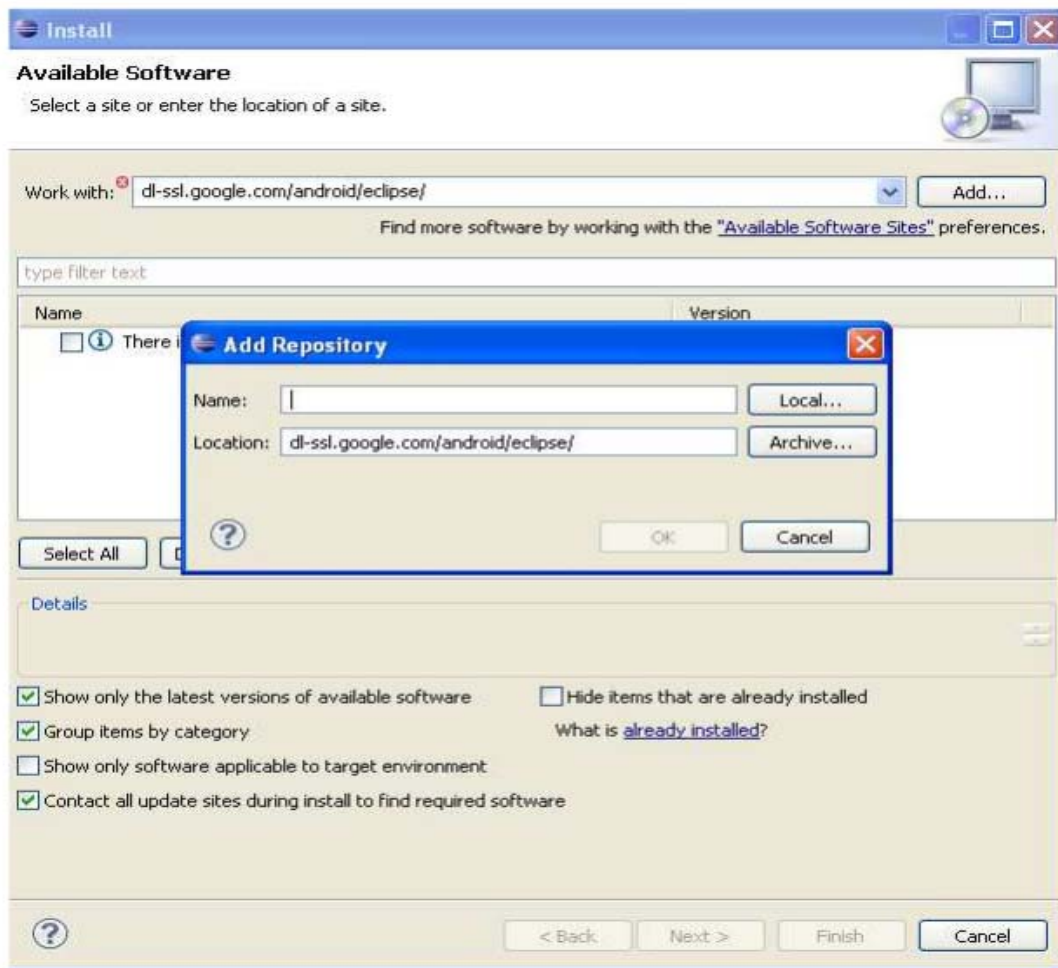 Install
Available Software
Select a site or enter the location of a site.
Work with: dl-ssl.google.com/android/eclipse/ Add...
Find more software by working with the "Available Software Sites" preferences.
type filter text
Name Version
There i
Add Repository
Name: Local...
Location: dl-ssl.google.com/android/eclipse/ Archive...
? OK Cancel
Select All D
Details
Show only the latest versions of available software Hide items that are already installed
Group items by category What is already installed?
Show only software applicable to target environment
Contact all update sites during install to find required software
? < Back Next > Finish Cancel